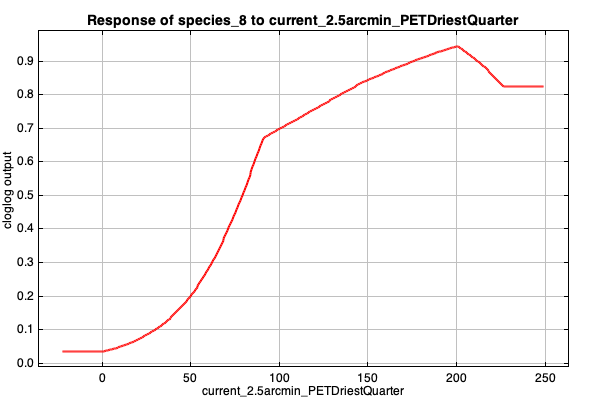 Response of species_8 to current_2.5arcmin_PETDriestQuarter
cloglog output
0.9
0.8
0.7
0.6
0.5
0.4
0.3
0.2
0.1
0.0
0 50 100 150 200 250
current_2.5arcmin_PETDriestQuarter